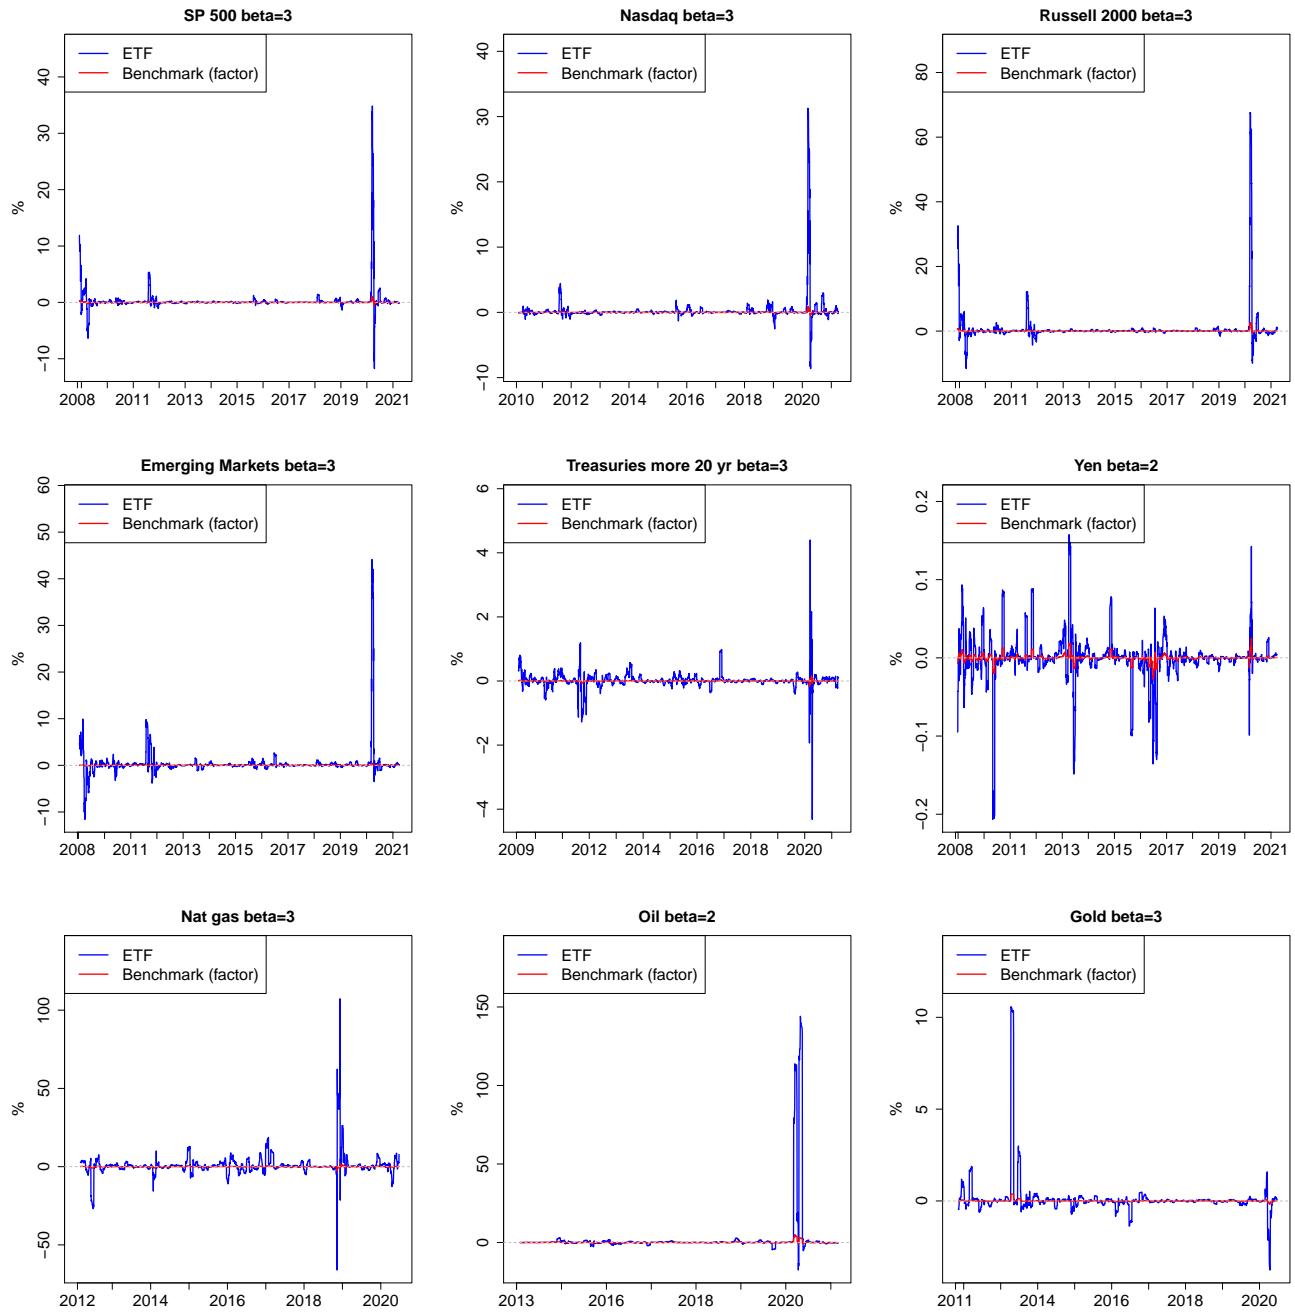 SP 500 beta=3
ETF
Benchmark (factor)
%
40
30
20
10
0
−10
2008 2011 2013 2015 2017 2019 2021
Nasdaq beta=3
ETF
Benchmark (factor)
%
40
30
20
10
0
−10
2010 2012 2014 2016 2018 2020
Russell 2000 beta=3
ETF
Benchmark (factor)
%
80
60
40
20
0
2008 2011 2013 2015 2017 2019 2021
Emerging Markets beta=3
ETF
Benchmark (factor)
%
60
50
40
30
20
10
0
−10
2008 2011 2013 2015 2017 2019 2021
Treasuries more 20 yr beta=3
ETF
Benchmark (factor)
%
6
4
2
0
−2
−4
2009 2012 2014 2016 2018 2020
Yen beta=2
ETF
Benchmark (factor)
%
0.2
0.1
0.0
−0.1
−0.2
2008 2011 2013 2015 2017 2019 2021
Nat gas beta=3
ETF
Benchmark (factor)
%
100
50
0
−50
2012 2014 2016 2017 2018 2020
Oil beta=2
ETF
Benchmark (factor)
%
150
100
50
0
2013 2015 2016 2018 2020
Gold beta=3
ETF
Benchmark (factor)
%
10
5
0
2011 2012 2014 2016 2018 2020